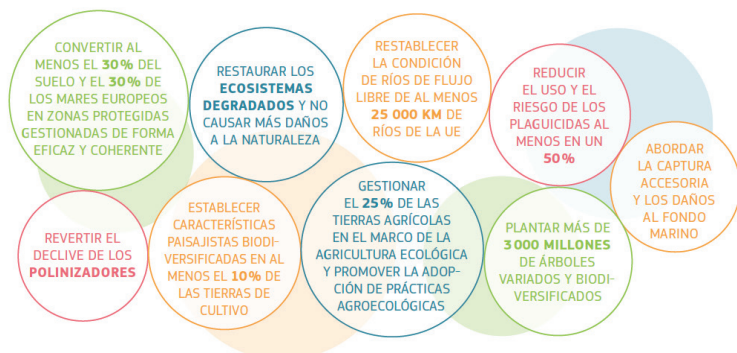 CONVERTIR AL
MENOS EL 30% DEL
SUELO Y EL 30% DE
LOS MARES EUROPEOS
EN ZONAS PROTEGIDAS
GESTIONADAS DE FORMA
EFICAZ Y COHERENTE
RESTAURAR LOS
ECOSISTEMAS
DEGRADADOS Y NO
CAUSAR MÁS DAÑOS
A LA NATURALEZA
RESTABLECER
LA CONDICIÓN
DE RÍOS DE FLUJO
LIBRE DE AL MENOS
25 000 KM DE
RÍOS DE LA UE
REDUCIR
EL USO Y EL
RIESGO DE LOS
PLAGUICIDAS AL
MENOS EN UN
50%
ABORDAR
LA CAPTURA
ACCESORIA
Y LOS DAÑOS
AL FONDO
MARINO
REVERTIR EL
DECLIVE DE LOS
POLINIZADORES
ESTABLECER
CARACTERÍSTICAS
PAISAJISTAS BIODI-
VERSIFICADAS EN AL
MENOS EL 10% DE
LAS TIERRAS DE
CULTIVO
GESTIONAR
EL 25% DE LAS
TIERRAS AGRÍCOLAS
EN EL MARCO DE LA
AGRICULTURA ECOLÓGICA
Y PROMOVER LA ADOP-
CIÓN DE PRÁCTICAS
AGROECOLÓGICAS
PLANTAR MÁS DE
3 000 MILLONES
DE ÁRBOLES
VARIADOS Y BIODI-
VERSIFICADOS